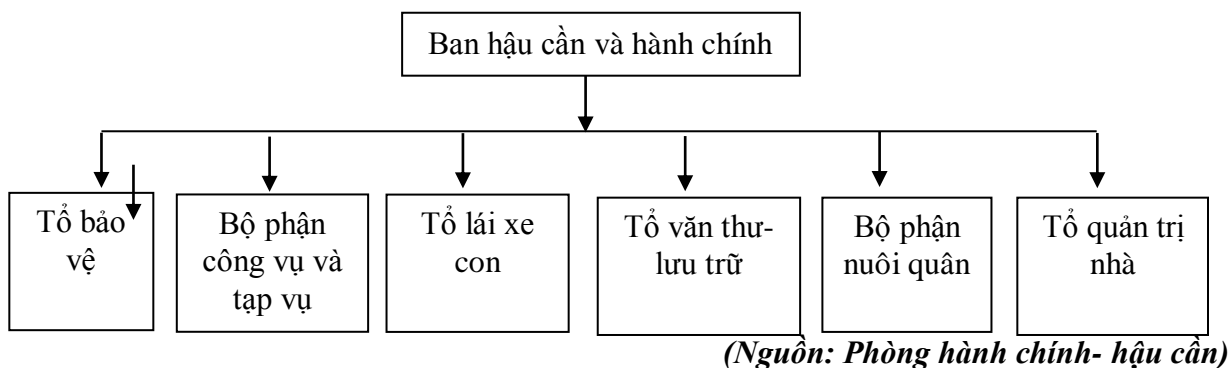 Ban hậu cần và hành chính
Tổ bảo
vệ
Bộ phận
công vụ và
tạp vụ
Tổ lái xe
con
Tổ văn thư-
lưu trữ
Bộ phận
nuôi quân
Tổ quản trị
nhà
(Nguồn: Phòng hành chính- hậu cần)